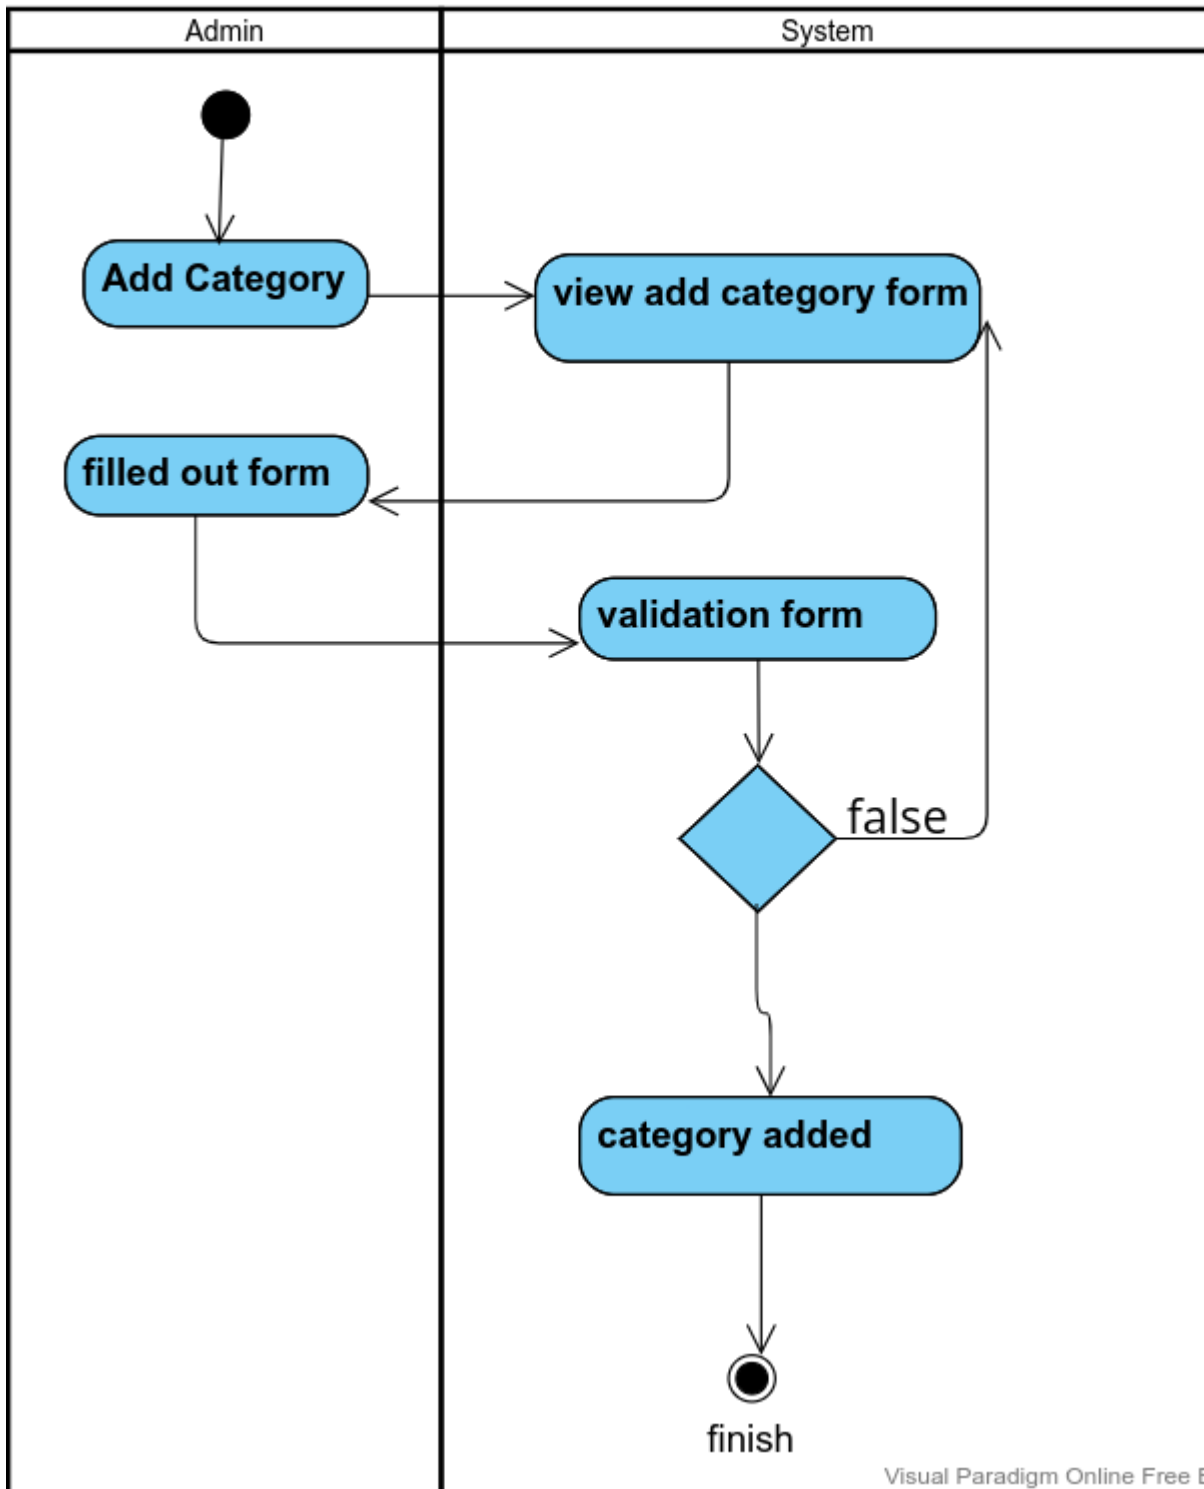 Admin
System
Add Category
view add category form
filled out form
validation form
false
category added
finish
Visual Paradigm Online Free